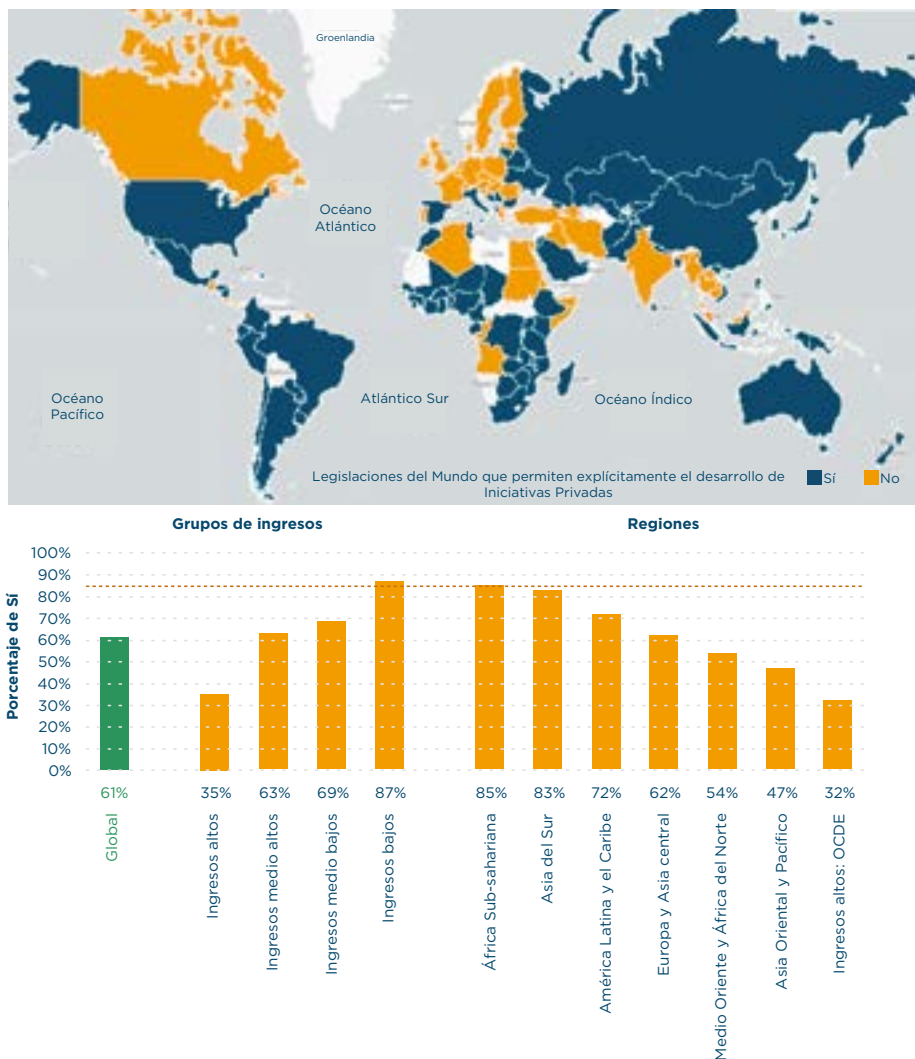 Groenlandia
Océano
Atlántico
Océano
Pacífico
Atlántico Sur
Océano Índico
Legislaciones del Mundo que permiten explícitamente el desarrollo de
Iniciativas Privadas
Sí
No
Grupos de ingresos
Regiones
Porcentaje de Sí
100%
90%
80%
70%
60%
50%
40%
30%
20%
10%
0%
61%
35%
63%
69%
87%
85%
83%
72%
62%
54%
47%
32%
Global
Ingresos altos
Ingresos medio altos
Ingresos medio bajos
Ingresos bajos
África Sub-sahariana
Asia del Sur
América Latina y el Caribe
Europa y Asia central
Medio Oriente y África del Norte
Asia Oriental y Pacífico
Ingresos altos: OCDE